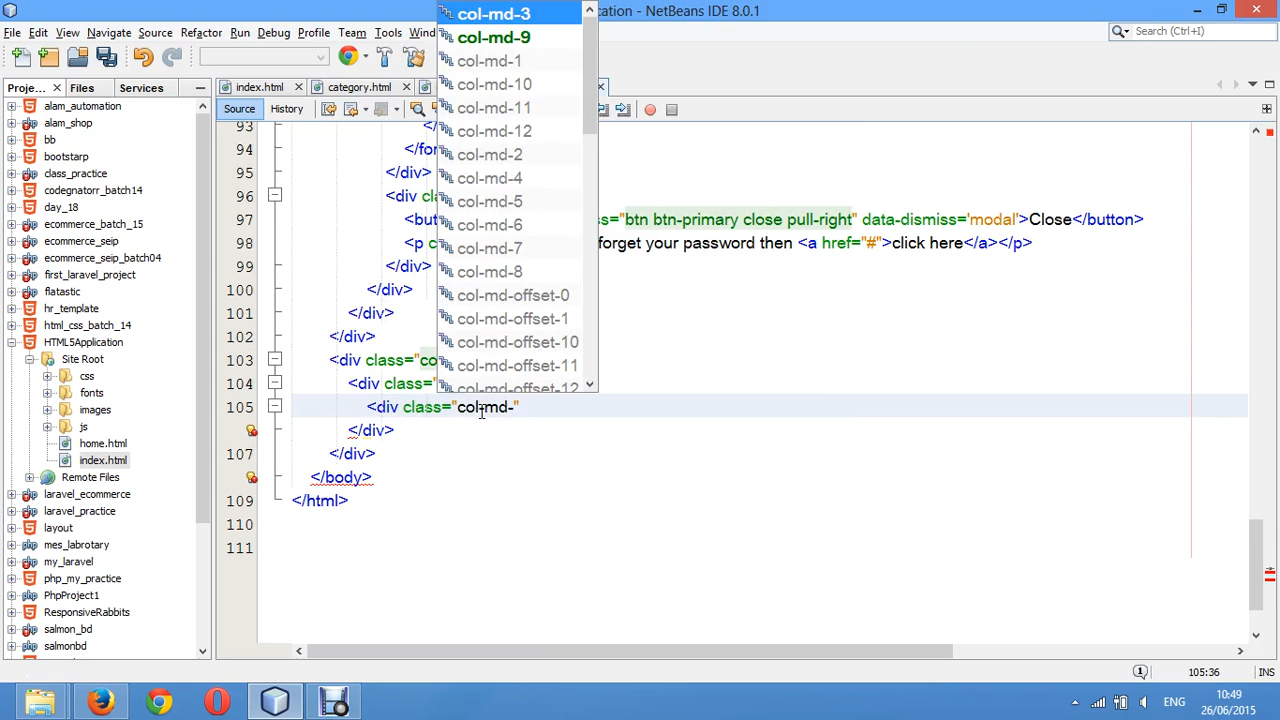 cation - NetBeans IDE 8.0.1
File Edit View Navigate Source Refactor Run Debug Profile Team Tools Wind
Search (Ctrl+I)
Proje... Files Services
index.html category.html
Source History
alam_automation
alam_shop
bb
bootstarp
class_practice
codegnatorr_batch14
day_18
ecommerce_batch_15
ecommerce_seip
ecommerce_seip_batch04
first_laravel_project
flatastic
hr_template
html_css_batch_14
HTML5Application
Site Root
css
fonts
images
js
home.html
index.html
Remote Files
laravel_ecommerce
laravel_practice
layout
mes_labrotary
my_laravel
php_my_practice
PhpProject1
ResponsiveRabbits
salmon_bd
salmonbd
col-md-3
col-md-9
col-md-1
col-md-10
col-md-11
col-md-12
col-md-2
col-md-4
col-md-5
col-md-6
col-md-7
col-md-8
col-md-offset-0
col-md-offset-1
col-md-offset-10
col-md-offset-11
col-md-offset-12
93 </
94 </for
95 </div>
96 <div cla
97 <but ss="btn btn-primary close pull-right" data-dismiss='modal'>Close</button>
98 <p c forget your password then <a href="#">click here</a></p>
99 </div>
100 </div>
101 </div>
102 </div>
103 <div class="co
104 <div class="
105 <div class="col-md-"
</div>
107 </div>
</body>
109 </html>
110
111
105:36 INS
ENG 10:49
26/06/2015